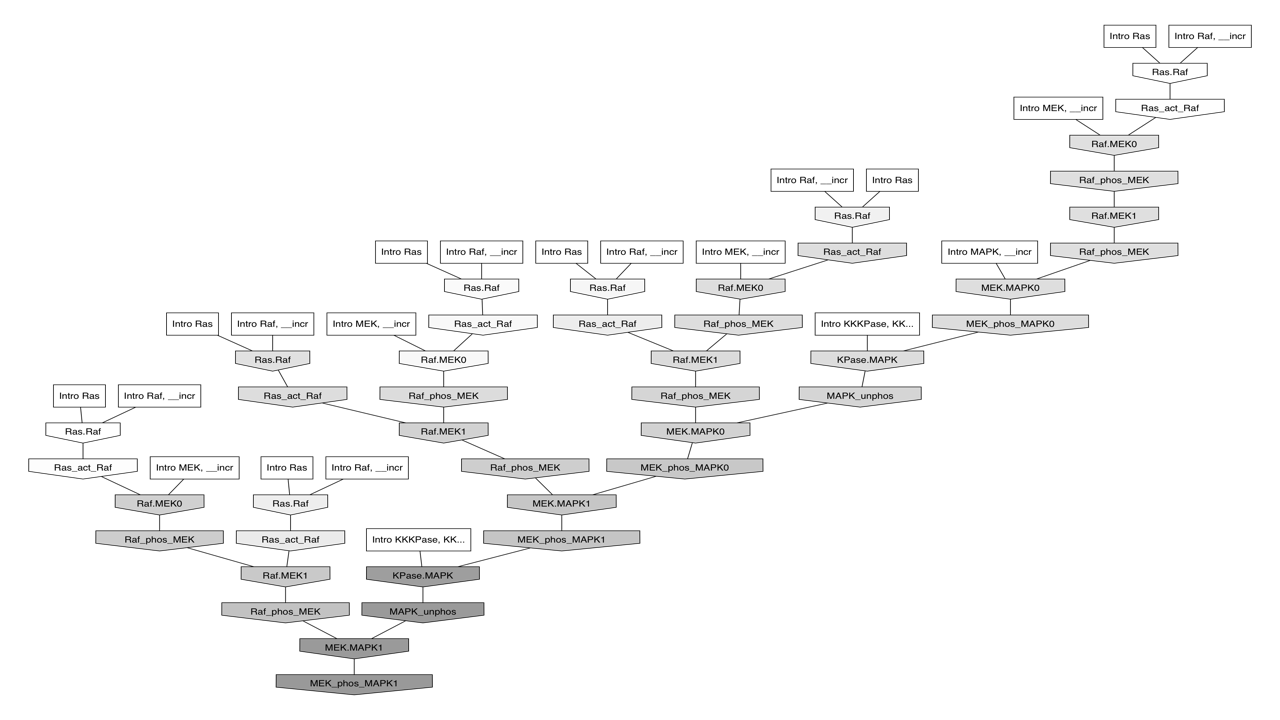 Intro Ras
Intro Raf, __incr
Ras.Raf
Intro MEK, __incr
Ras_act_Raf
Raf.MEK0
Intro Raf, __incr
Intro Ras
Raf_phos_MEK
Ras.Raf
Raf.MEK1
Intro Ras
Intro Raf, __incr
Intro Ras
Intro Raf, __incr
Intro MEK, __incr
Ras_act_Raf
Intro MAPK, __incr
Raf_phos_MEK
Ras.Raf
Ras.Raf
Raf.MEK0
MEK.MAPK0
Intro Ras
Intro Raf, __incr
Intro MEK, __incr
Ras_act_Raf
Ras_act_Raf
Raf_phos_MEK
Intro KKKPase, KK...
MEK_phos_MAPK0
Ras.Raf
Raf.MEK0
Raf.MEK1
KPase.MAPK
Intro Ras
Intro Raf, __incr
Ras_act_Raf
Raf_phos_MEK
Raf_phos_MEK
MAPK_unphos
Ras.Raf
Raf.MEK1
MEK.MAPK0
Ras_act_Raf
Intro MEK, __incr
Intro Ras
Intro Raf, __incr
Raf_phos_MEK
MEK_phos_MAPK0
Raf.MEK0
Ras.Raf
MEK.MAPK1
Raf_phos_MEK
Ras_act_Raf
Intro KKKPase, KK...
MEK_phos_MAPK1
Raf.MEK1
KPase.MAPK
Raf_phos_MEK
MAPK_unphos
MEK.MAPK1
MEK_phos_MAPK1